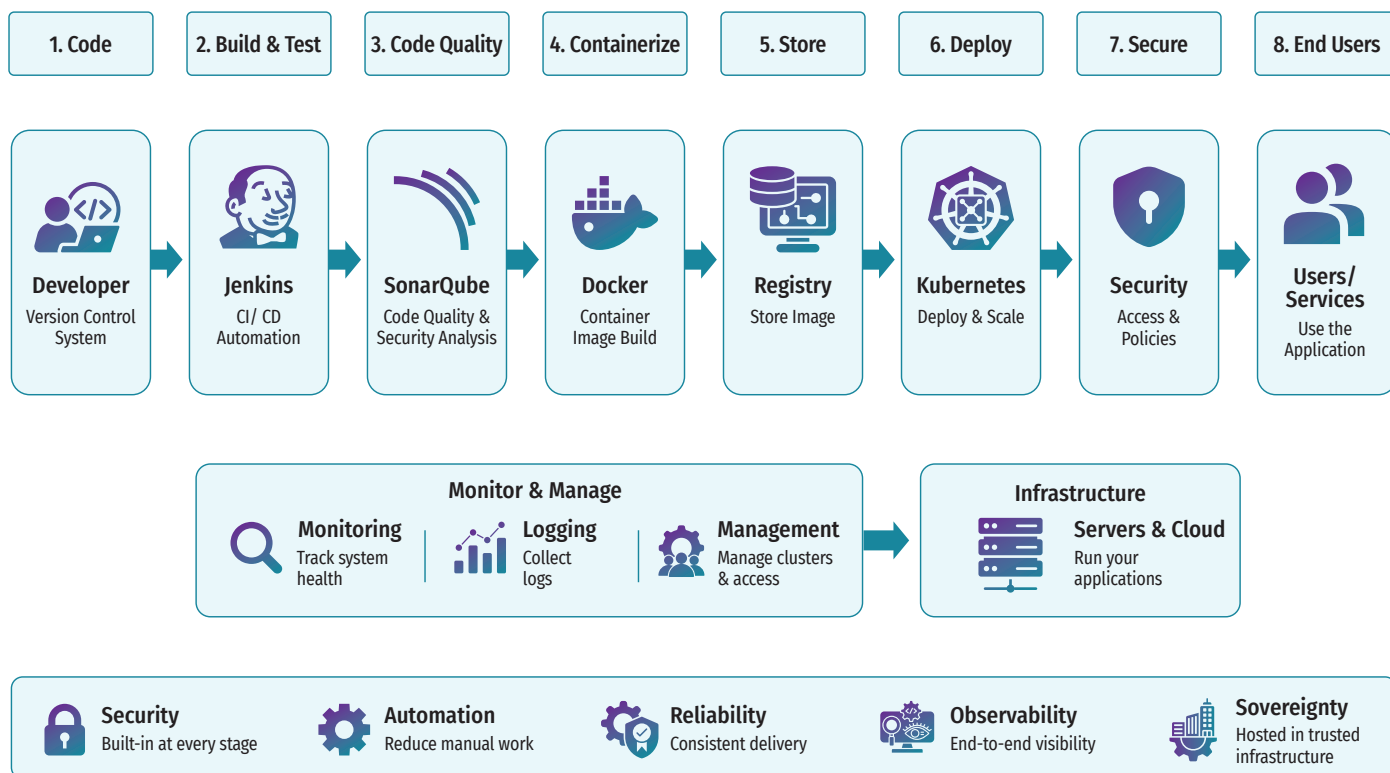 1. Code
2. Build & Test
3. Code Quality
4. Containerize
5. Store
6. Deploy
7. Secure
8. End Users
</>
Developer
Version Control
System
Jenkins
CI/ CD
Automation
SonarQube
Code Quality &
Security Analysis
Docker
Container
Image Build
Registry
Store Image
Kubernetes
Deploy & Scale
Security
Access &
Policies
Users/
Services
Use the
Application
Monitor & Manage
Monitoring
Track system
health
Logging
Collect
logs
Management
Manage clusters
& access
Infrastructure
Servers & Cloud
Run your
applications
Security
Built-in at every stage
Automation
Reduce manual work
Reliability
Consistent delivery
</>
Observability
End-to-end visibility
Sovereignty
Hosted in trusted
infrastructure